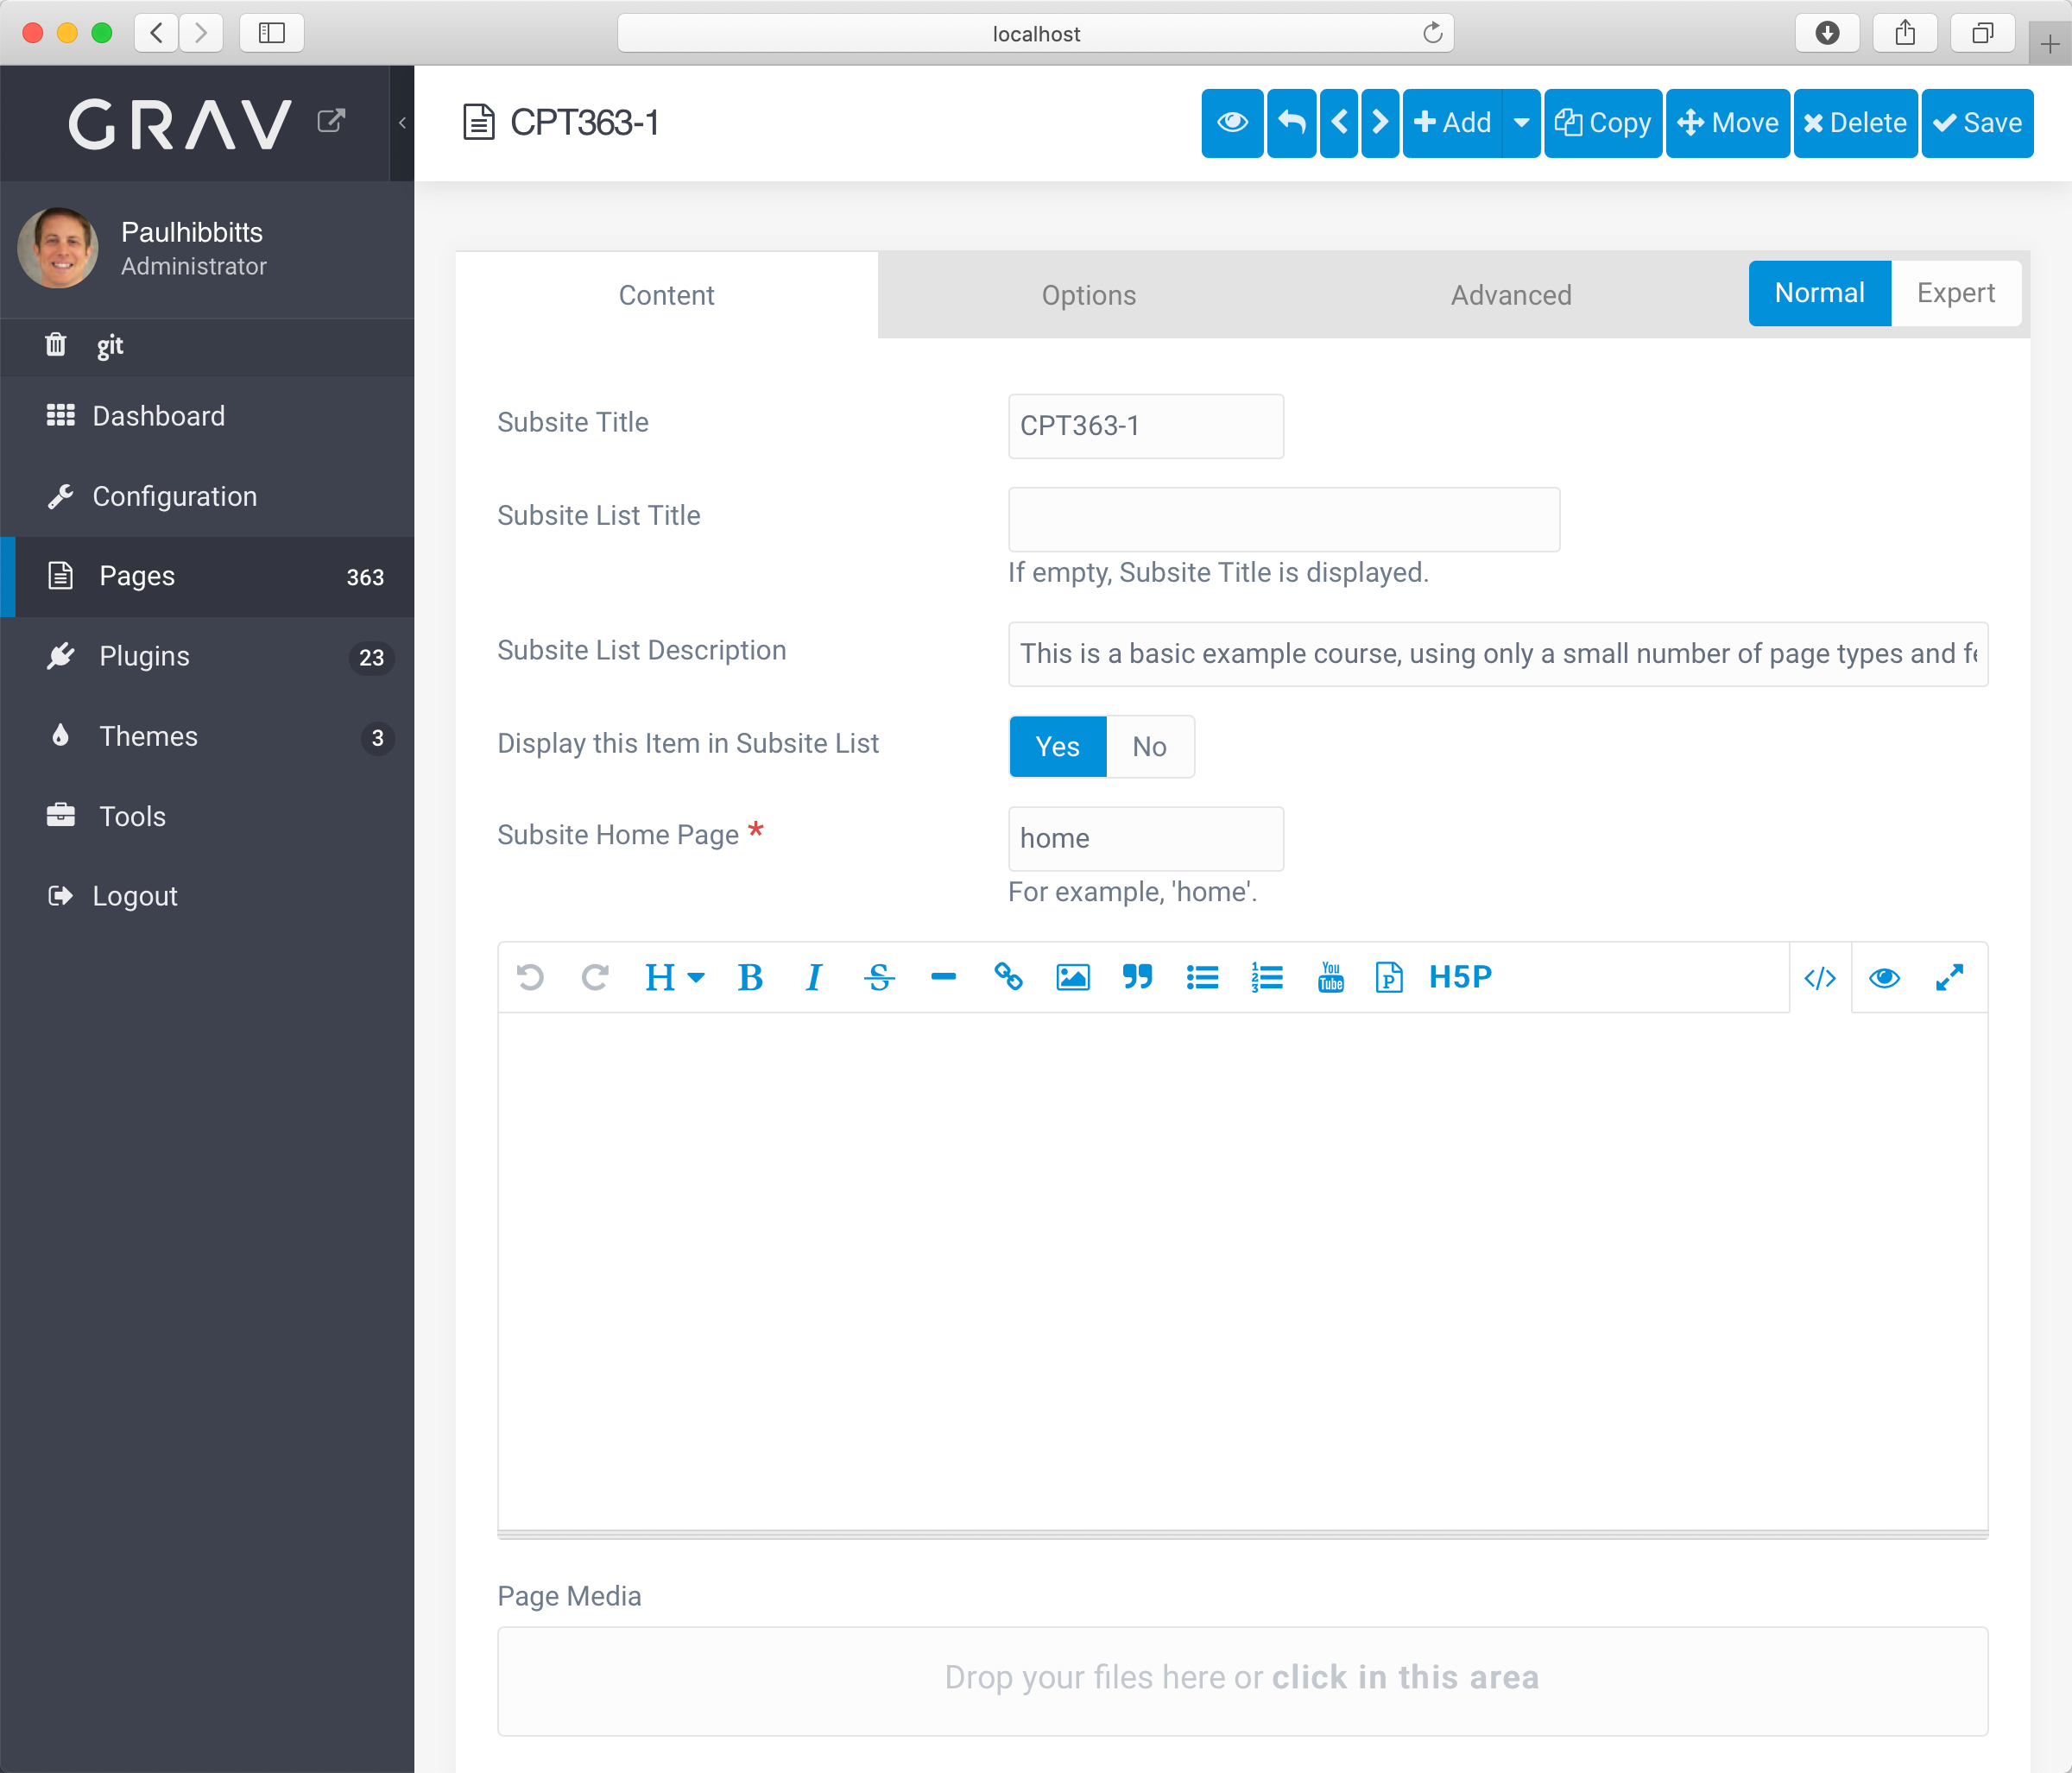 localhost
GRAV
CPT363-1
Add
Copy
Move
Delete
Save
Paulhibbitts
Administrator
git
Dashboard
Configuration
Pages 363
Plugins 23
Themes 3
Tools
Logout
Content
Options
Advanced
Normal
Expert
Subsite Title
CPT363-1
Subsite List Title
If empty, Subsite Title is displayed.
Subsite List Description
This is a basic example course, using only a small number of page types and
Display this Item in Subsite List
Yes
No
Subsite Home Page *
home
For example, 'home'.
H B I S You Tube P H5P </>
Page Media
Drop your files here or click in this area